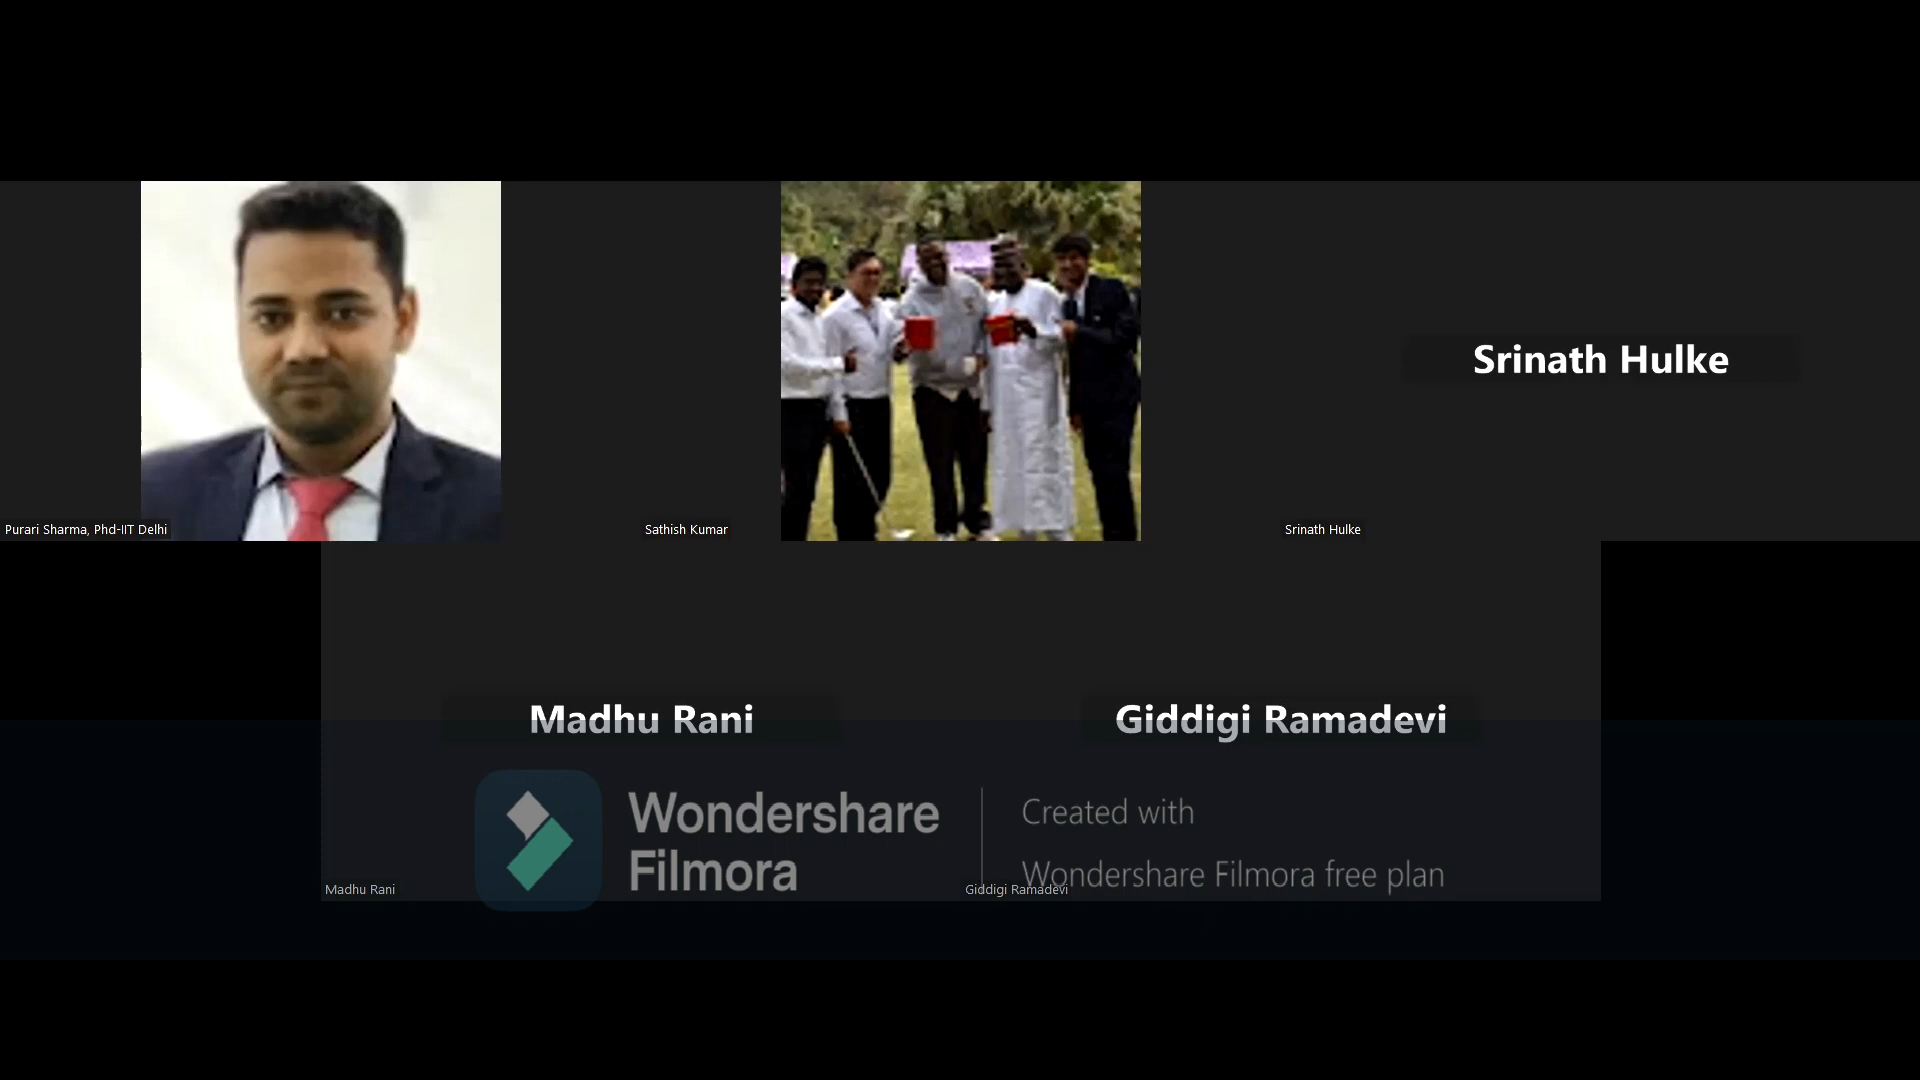 Srinath Hulke
Purari Sharma, Phd-IIT Delhi
Sathish Kumar
Srinath Hulke
Madhu Rani
Giddigi Ramadevi
Wondershare
Filmora
Created with
Wondershare Filmora free plan
Madhu Rani
Giddigi Ramadevi